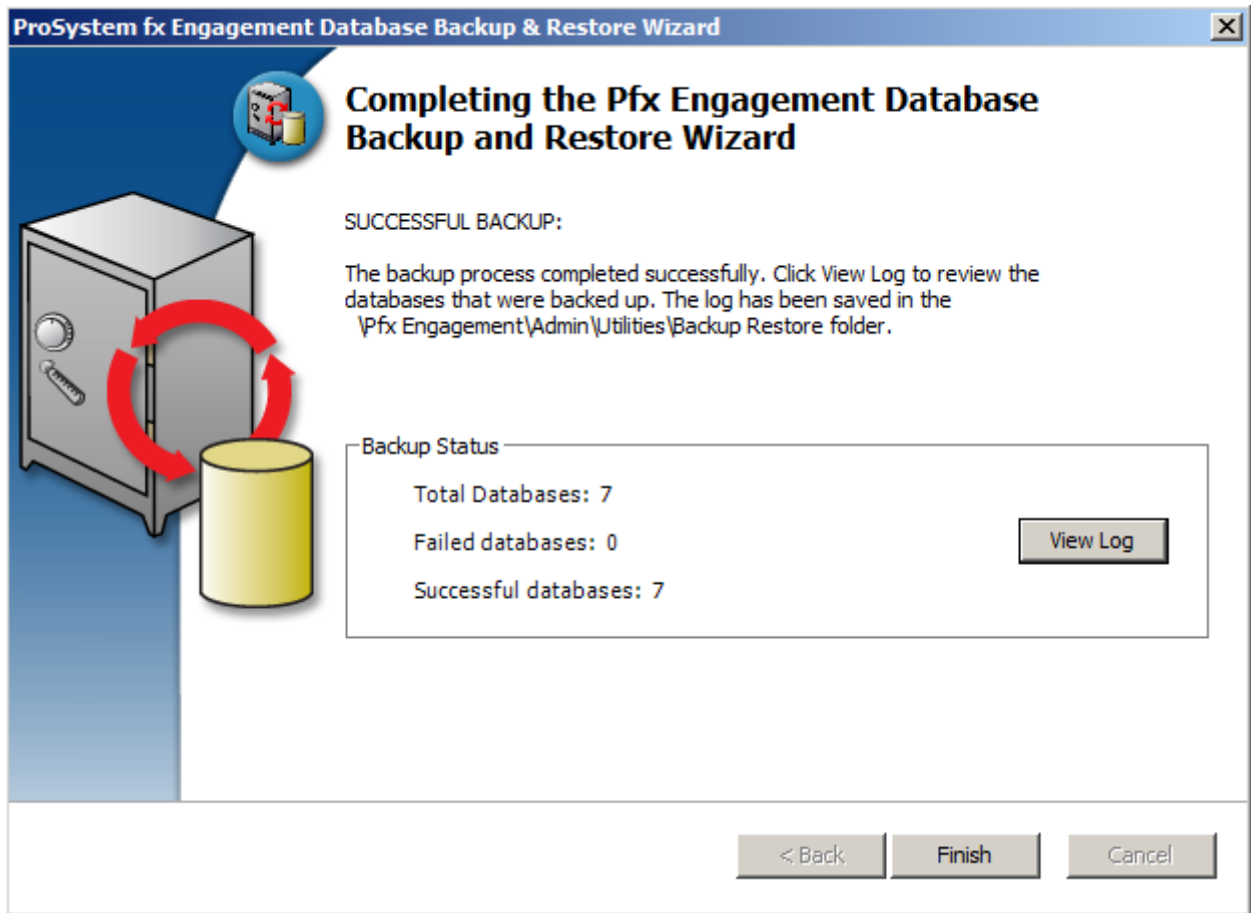 ProSystem fx Engagement Database Backup & Restore Wizard
Completing the Pfx Engagement Database
Backup and Restore Wizard
SUCCESSFUL BACKUP:
The backup process completed successfully. Click View Log to review the
databases that were backed up. The log has been saved in the
\Pfx Engagement\Admin\Utilities\Backup Restore folder.
Backup Status
Total Databases: 7
Failed databases: 0
View Log
Successful databases: 7
< Back
Finish
Cancel